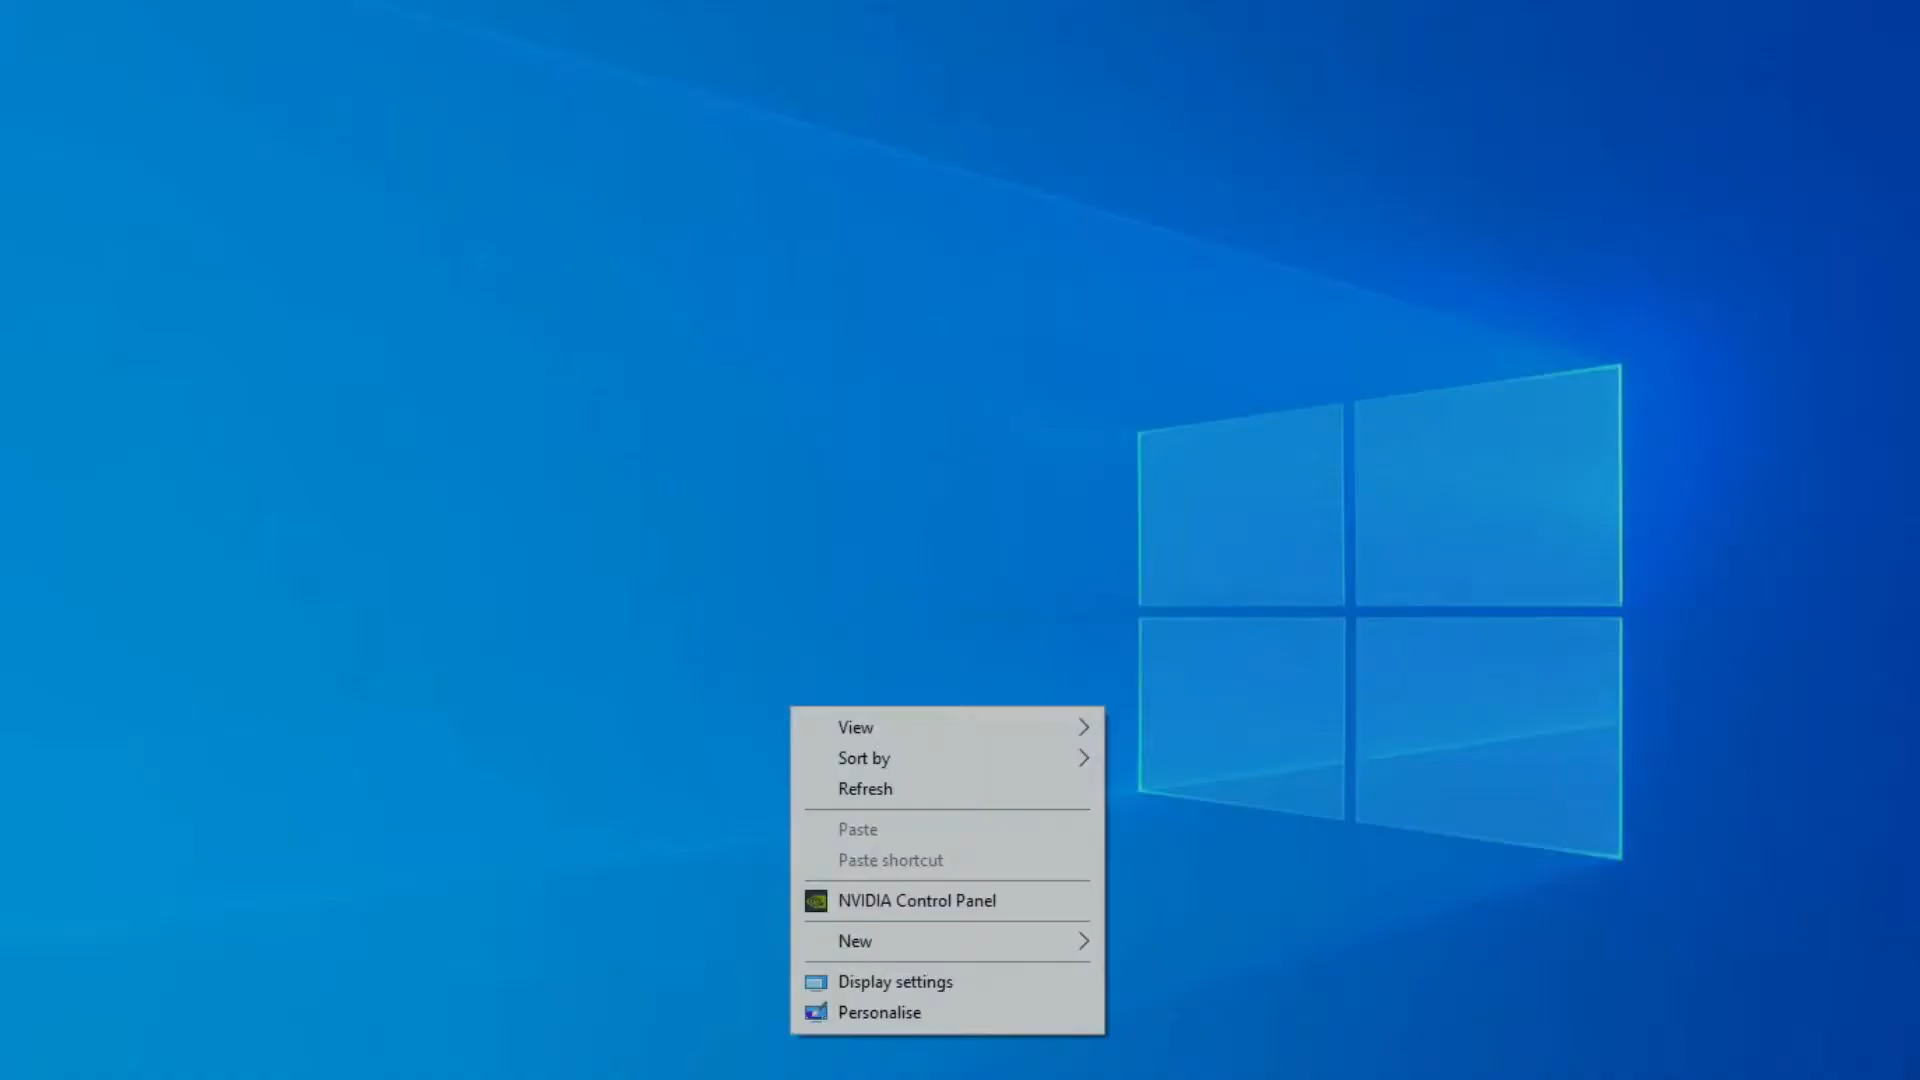 View
Sort by
Refresh
Paste
Paste shortcut
NVIDIA Control Panel
New
Display settings
Personalise